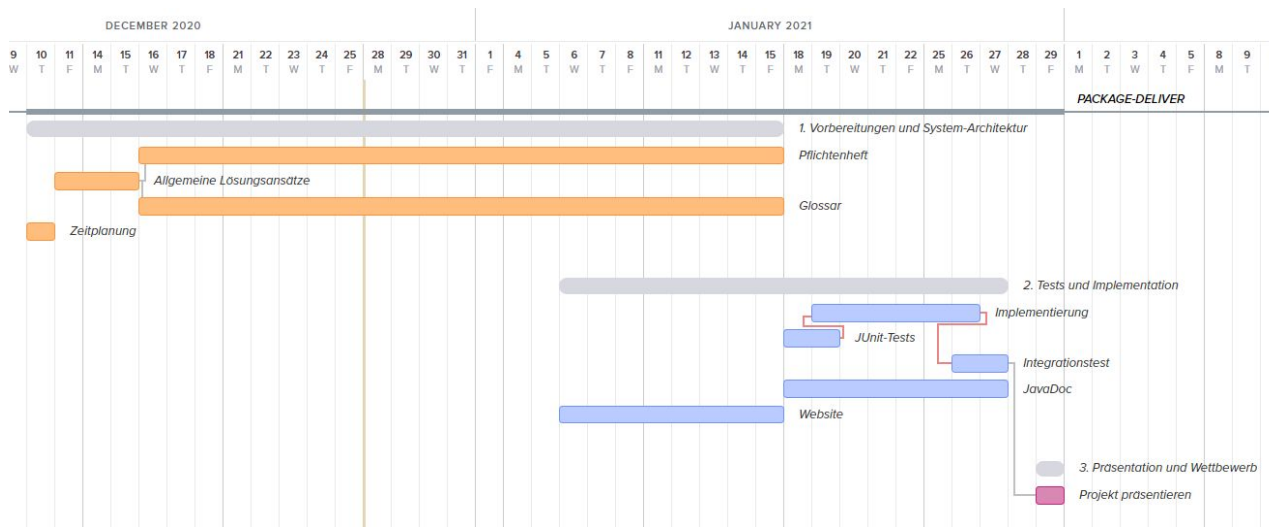 DECEMBER 2020 JANUARY 2021
9 10 11 14 15 16 17 18 21 22 23 24 25 28 29 30 31 1 4 5 6 7 8 11 12 13 14 15 18 19 20 21 22 25 26 27 28 29 1 2 3 4 5 8 9
W T F M T W T F M T W T F M T W T F M T W T F M T W T F M T W T F M T W T F M T W T F M T
PACKAGE-DELIVER
1. Vorbereitungen und System-Architektur
Pflichtenheft
Allgemeine Lösungsansätze
Glossar
Zeitplanung
2. Tests und Implementation
Implementierung
JUnit-Tests
Integrationstest
JavaDoc
Website
3. Präsentation und Wettbewerb
Projekt präsentieren